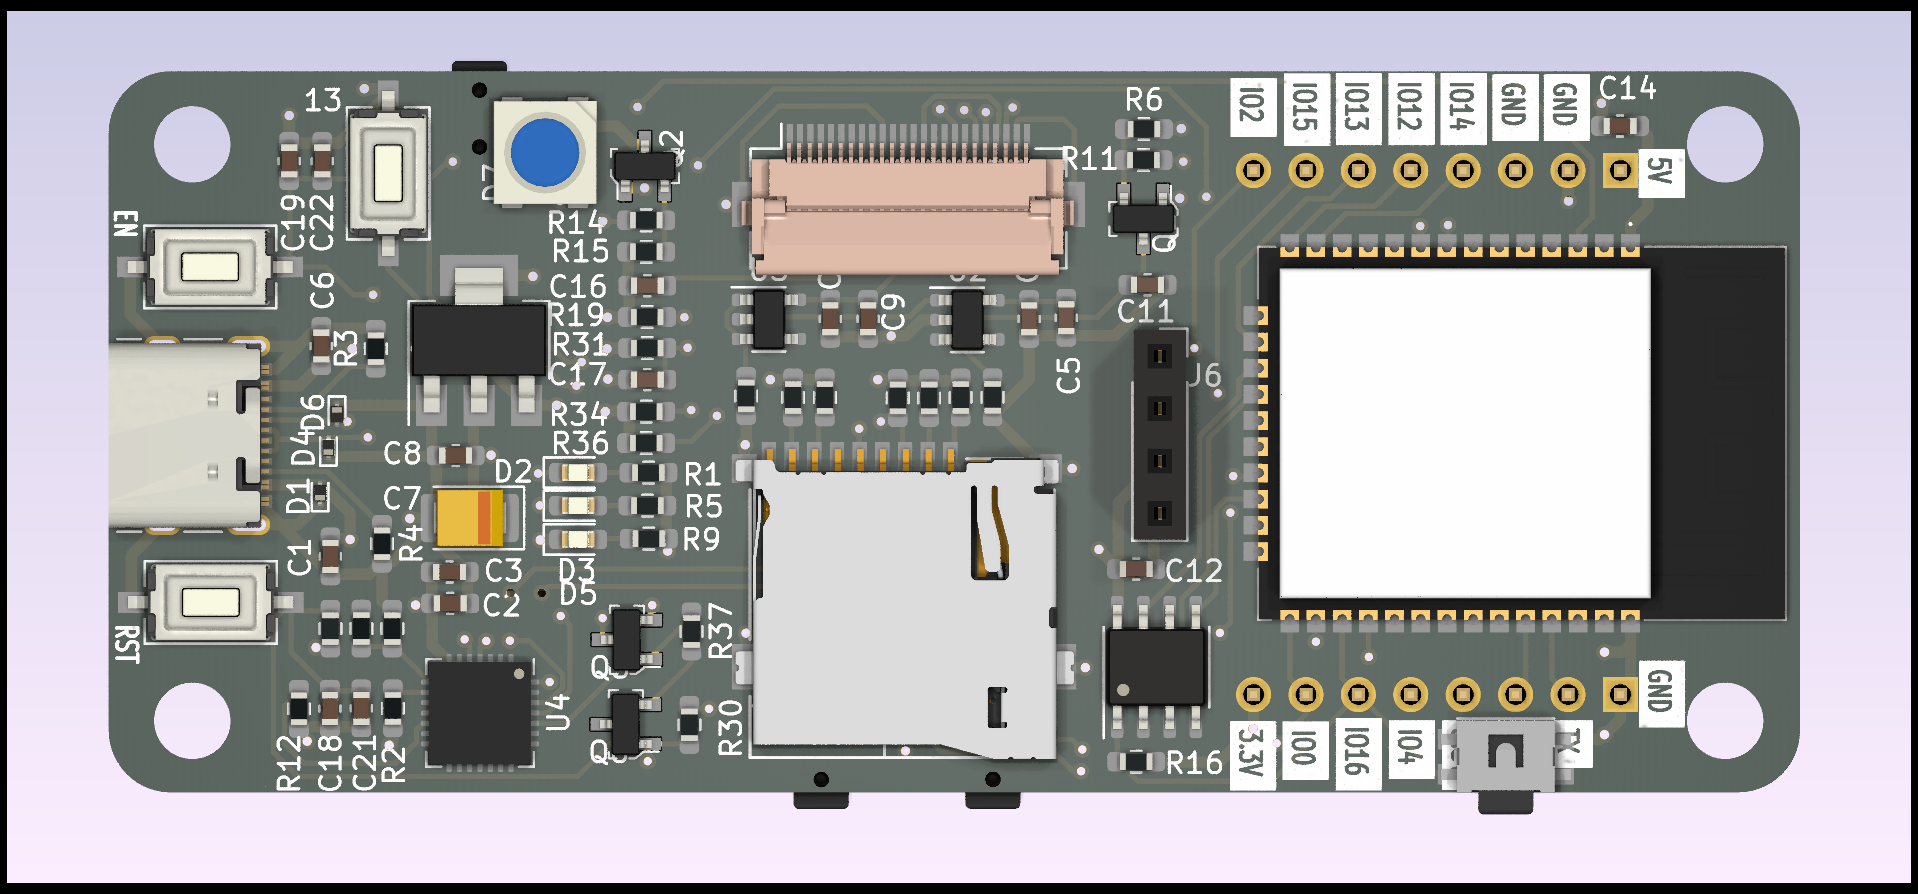 IO2
IO15
IO13
IO12
IO14
GND
GND
C14
13
R6
R11
5V
C19
C22
EN
R14
R15
C16
R19
R31
C17
R34
R36
C6
R3
C9
C11
C5
J6
D6
D4
D1
C8
D2
C7
R1
R5
R9
R4
C1
C3
C2
D3
D5
C12
R37
RST
U4
R30
R12
C18
C21
R2
R16
GND
3.3V
IO0
IO16
IO4